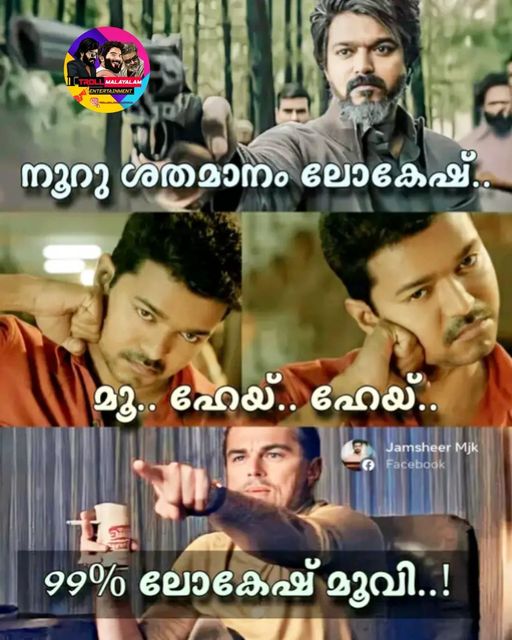 TROLL MALAYALAM
ENTERTAINMENT
നൂറു ശതമാനം ലോകേഷ്..
മൂ.. ഹേയ്.. ഹേയ്..
Jamsheer Mjk
Facebook
99% ലോകേഷ് മൂവി..!